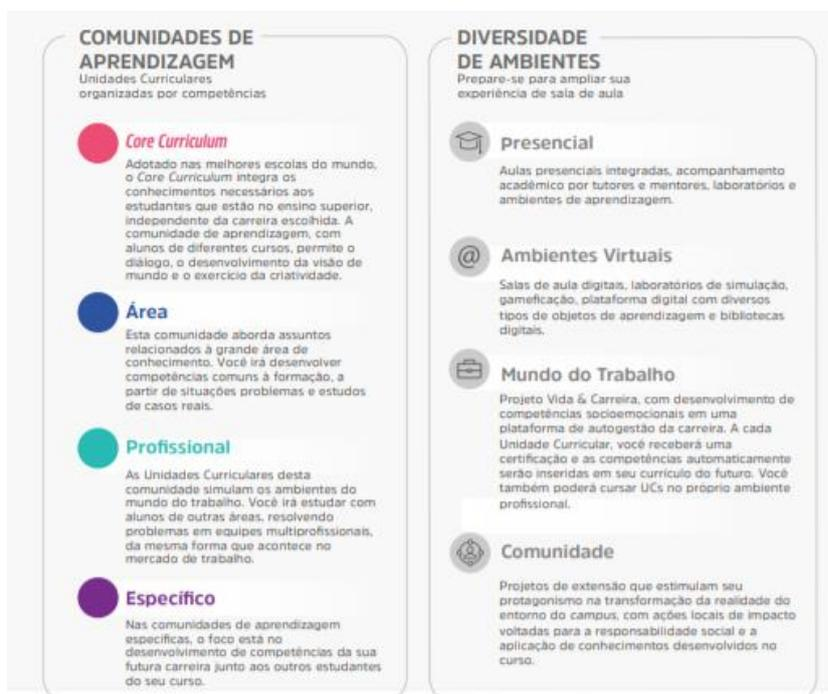 COMUNIDADES DE
APRENDIZAGEM
Unidades Curriculares
organizadas por competências
Core Curriculum
Adotado nas melhores escolas do mundo,
o Core Curriculum integra os
conhecimentos necessários aos
estudantes que estão no ensino superior,
independente da carreira escolhida. A
comunidade de aprendizagem, com
alunos de diferentes cursos, permite o
diálogo, o desenvolvimento da visão de
mundo e o exercício da criatividade.
Área
Esta comunidade aborda assuntos
relacionados à grande área de
conhecimento. Você irá desenvolver
competências comuns à formação, a
partir de situações problemas e estudos
de casos reais.
Profissional
As Unidades Curriculares desta
comunidade simulam os ambientes do
mundo do trabalho. Você irá estudar com
alunos de outras áreas, resolvendo
problemas em equipes multiprofissionais,
da mesma forma que acontece no
mercado de trabalho.
Específico
Nas comunidades de aprendizagem
específicas, o foco está no
desenvolvimento de competências da sua
futura carreira junto aos outros estudantes
do seu curso.
DIVERSIDADE
DE AMBIENTES
Prepare-se para ampliar sua
experiência de sala de aula
Presencial
Aulas presenciais integradas, acompanhamento
acadêmico por tutores e mentores, laboratórios e
ambientes de aprendizagem.
@ Ambientes Virtuais
Salas de aula digitais, laboratórios de simulação,
gameficação, plataforma digital com diversos
tipos de objetos de aprendizagem e bibliotecas
digitais.
Mundo do Trabalho
Projeto Vida & Carreira, com desenvolvimento de
competências socioemocionais em uma
plataforma de autogestão da carreira. A cada
Unidade Curricular, você receberá uma
certificação e as competências automaticamente
serão inseridas em seu currículo do futuro. Você
também poderá cursar UCs no próprio ambiente
profissional.
Comunidade
Projetos de extensão que estimulam seu
protagonismo na transformação da realidade do
entorno do campus, com ações locais de impacto
voltadas para a responsabilidade social e a
aplicação de conhecimentos desenvolvidos no
curso.